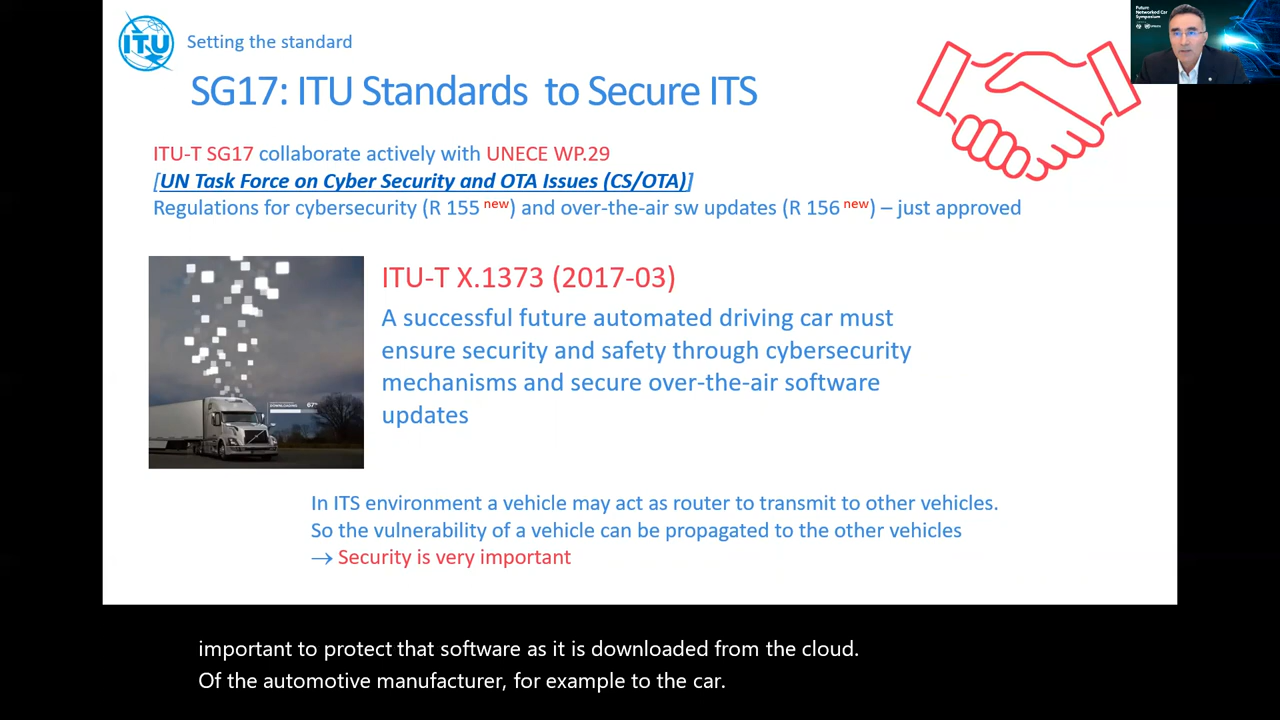 ITU
Setting the standard
SG17: ITU Standards to Secure ITS
Future
Networked Car
Symposium
ITU-T SG17 collaborate actively with UNECE WP.29
[UN Task Force on Cyber Security and OTA Issues (CS/OTA)]
Regulations for cybersecurity (R 155 new) and over-the-air sw updates (R 156 new) – just approved
ITU-T X.1373 (2017-03)
A successful future automated driving car must
ensure security and safety through cybersecurity
mechanisms and secure over-the-air software
updates
DOWNLOADING 67%
In ITS environment a vehicle may act as router to transmit to other vehicles.
So the vulnerability of a vehicle can be propagated to the other vehicles
→ Security is very important
important to protect that software as it is downloaded from the cloud.
Of the automotive manufacturer, for example to the car.